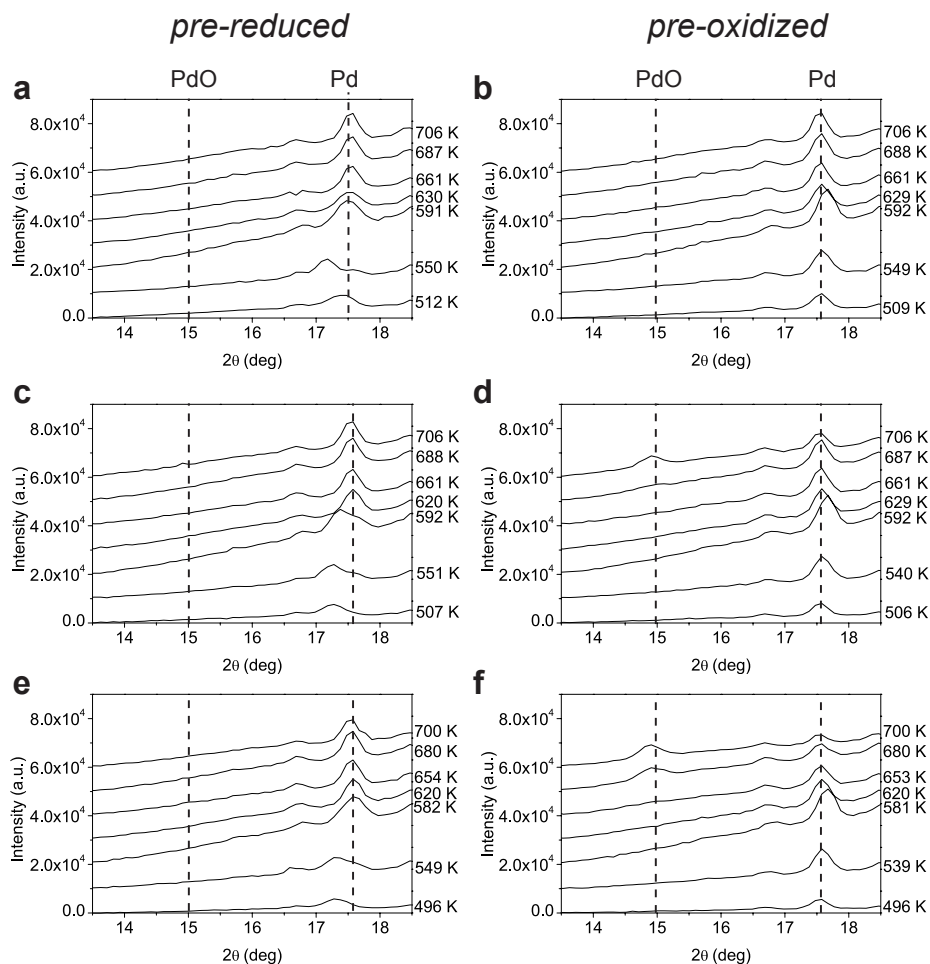 pre-reduced
pre-oxidized
PdO Pd
PdO Pd
a
8.0x10⁴
6.0x10⁴
4.0x10⁴
2.0x10⁴
0.0
Intensity (a.u.)
706 K
687 K
661 K
630 K
591 K
550 K
512 K
14 15 16 17 18
2θ (deg)
b
8.0x10⁴
6.0x10⁴
4.0x10⁴
2.0x10⁴
0.0
Intensity (a.u.)
706 K
688 K
661 K
629 K
592 K
549 K
509 K
14 15 16 17 18
2θ (deg)
c
8.0x10⁴
6.0x10⁴
4.0x10⁴
2.0x10⁴
0.0
Intensity (a.u.)
706 K
688 K
661 K
620 K
592 K
551 K
507 K
14 15 16 17 18
2θ (deg)
d
8.0x10⁴
6.0x10⁴
4.0x10⁴
2.0x10⁴
0.0
Intensity (a.u.)
706 K
687 K
661 K
629 K
592 K
540 K
506 K
14 15 16 17 18
2θ (deg)
e
8.0x10⁴
6.0x10⁴
4.0x10⁴
2.0x10⁴
0.0
Intensity (a.u.)
700 K
680 K
654 K
620 K
582 K
549 K
496 K
14 15 16 17 18
2θ (deg)
f
8.0x10⁴
6.0x10⁴
4.0x10⁴
2.0x10⁴
0.0
Intensity (a.u.)
700 K
680 K
653 K
620 K
581 K
539 K
496 K
14 15 16 17 18
2θ (deg)